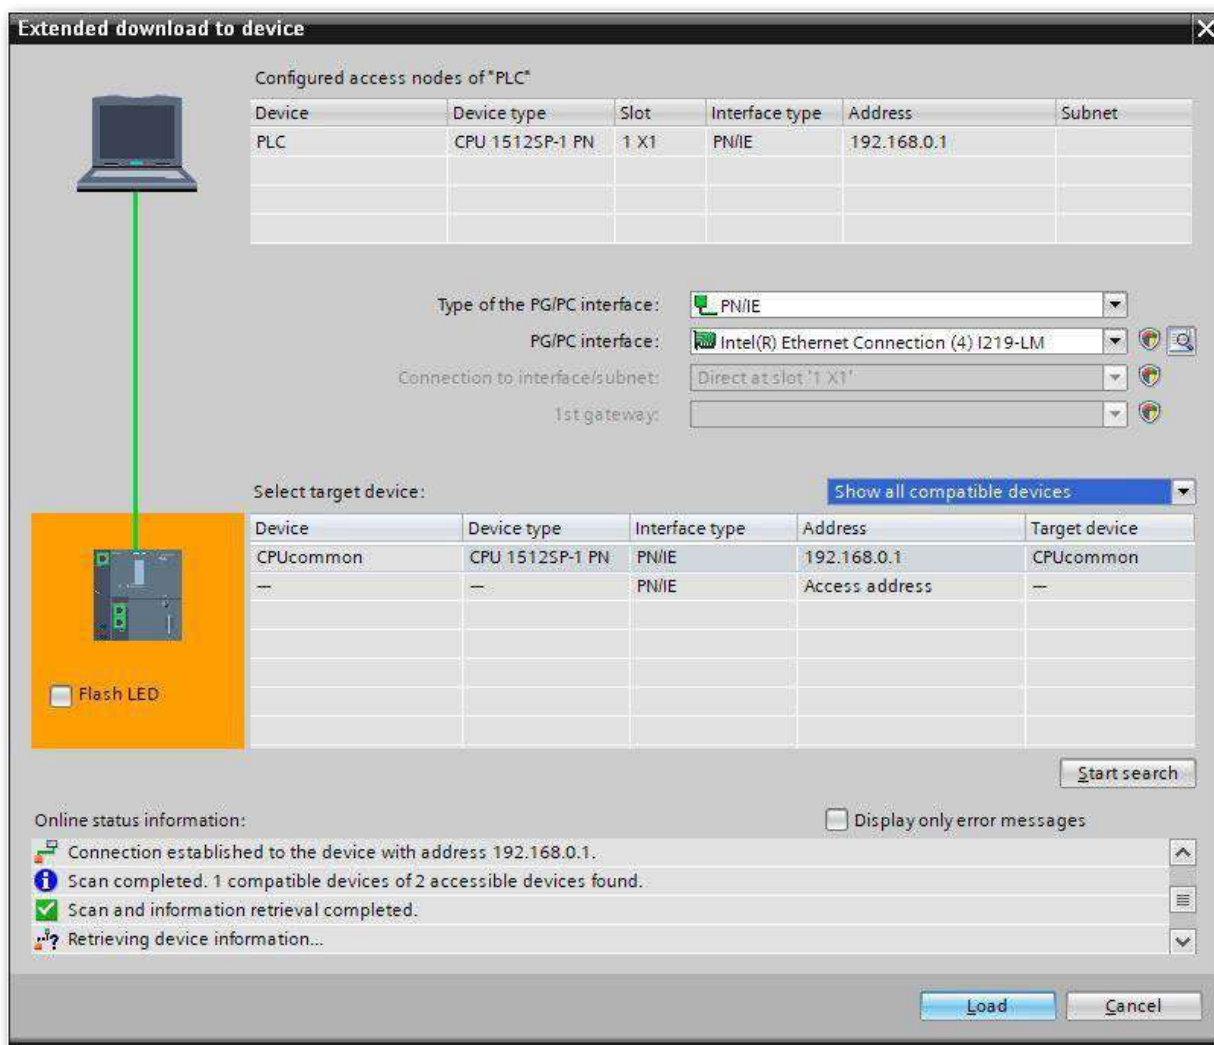 Extended download to device
Configured access nodes of "PLC"
Device Device type Slot Interface type Address Subnet
PLC CPU 1512SP-1 PN 1 X1 PN/IE 192.168.0.1
Type of the PG/PC interface: PN/IE
PG/PC interface: Intel(R) Ethernet Connection (4) I219-LM
Connection to interface/subnet: Direct at slot '1 X1'
1st gateway:
Select target device: Show all compatible devices
Device Device type Interface type Address Target device
CPUcommon CPU 1512SP-1 PN PN/IE 192.168.0.1 CPUcommon
— — PN/IE Access address —
Flash LED
Start search
Online status information: Display only error messages
Connection established to the device with address 192.168.0.1.
Scan completed. 1 compatible devices of 2 accessible devices found.
Scan and information retrieval completed.
Retrieving device information...
Load Cancel